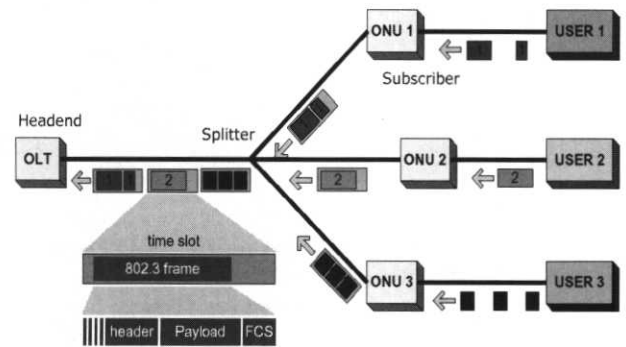 ONU 1
USER 1
Subscriber
Headend
Splitter
OLT
ONU 2
USER 2
2
2
2
time slot
802.3 frame
ONU 3
USER 3
header
Payload
FCS